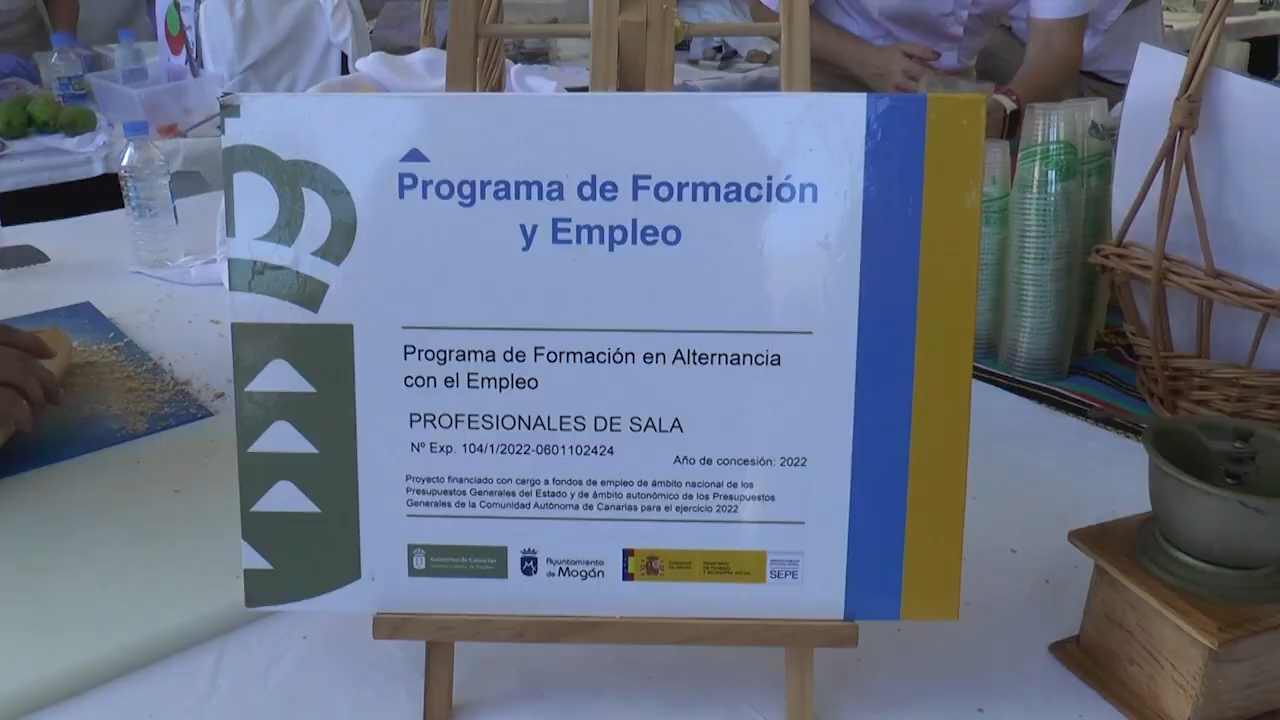 Programa de Formación
y Empleo
Programa de Formación en Alternancia
con el Empleo
PROFESIONALES DE SALA
Nº Exp. 104/1/2022-0601102424
Año de concesión: 2022
Proyecto financiado con cargo a fondos de empleo de ámbito nacional de los
Presupuestos Generales del Estado y de ámbito autonómico de los Presupuestos
Generales de la Comunidad Autónoma de Canarias para el ejercicio 2022
Gobierno de Canarias
Ayuntamiento
de Mogán
SEPE